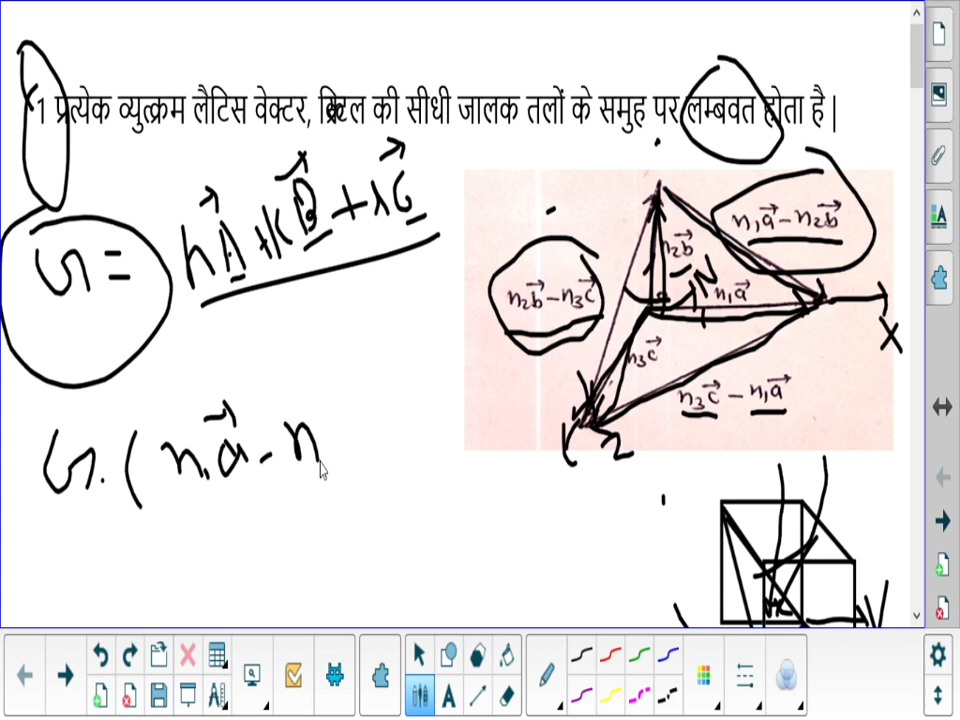 1 प्रत्येक व्युत्क्रम लैटिस वेक्टर, क्रिस्टल की सीधी जालक तलों के समुह पर लम्बवत होता है |
G = hA⃗ + KB⃗ + λC⃗
n₁a⃗ - n₂b⃗
n₂b⃗
n₂b⃗ - n₃c⃗
n₁a⃗
X
n₃c⃗
n₃c⃗ - n₁a⃗
Z
G. ( n₁a⃗ - n